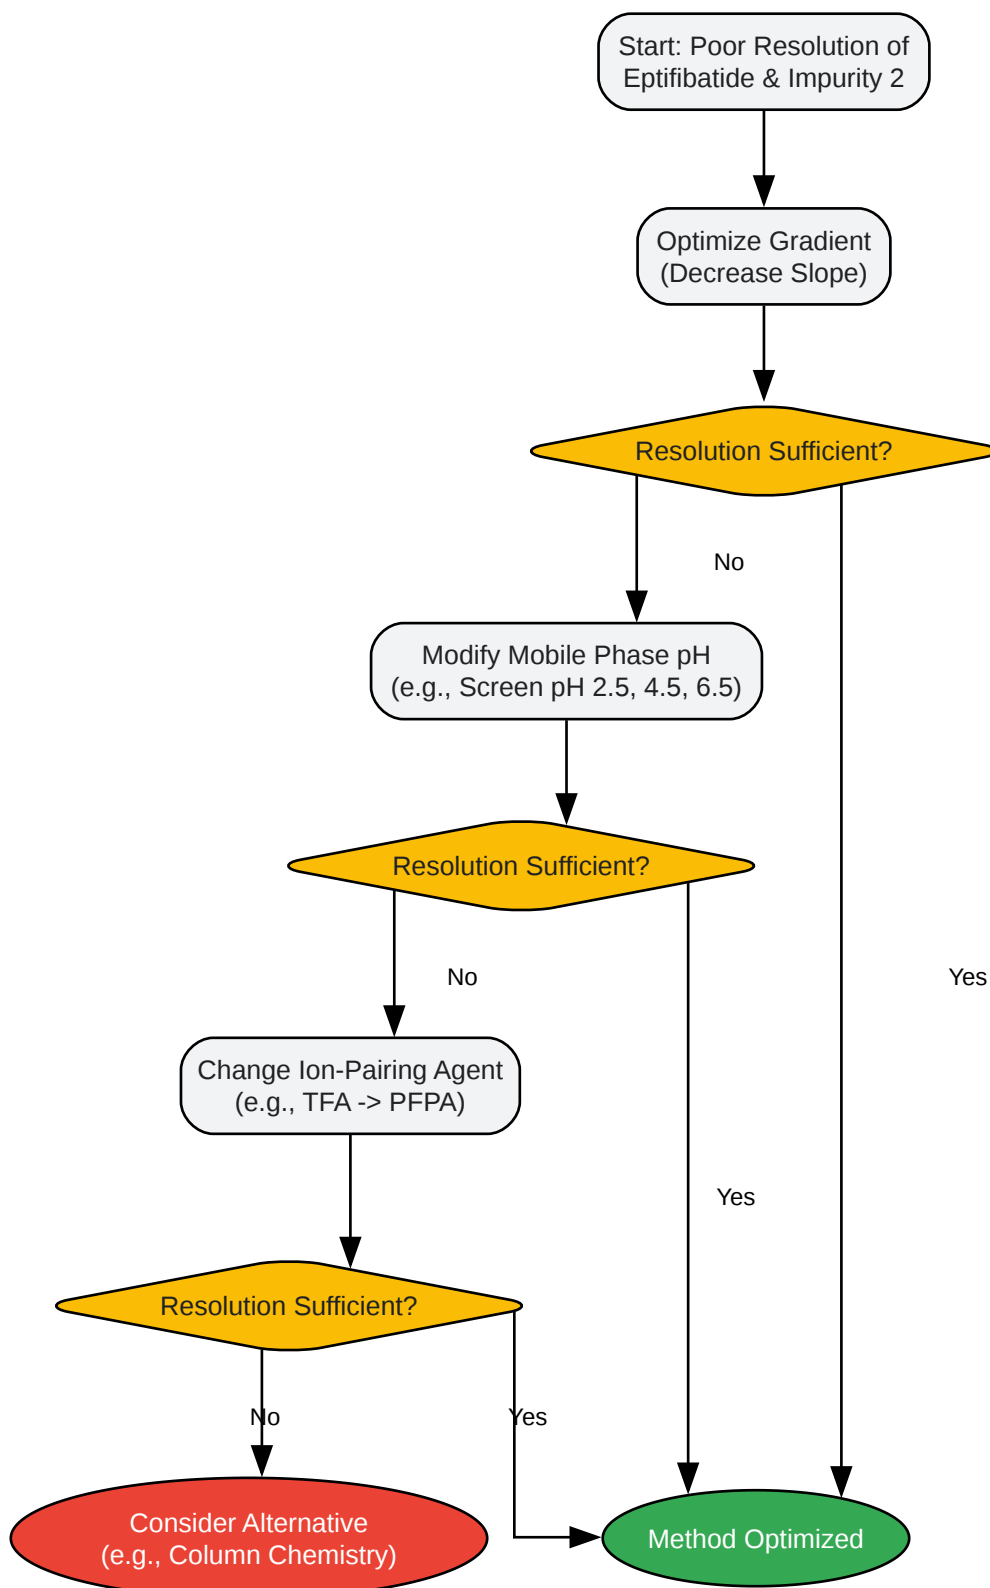 Start: Poor Resolution of
Eptifibatide & Impurity 2
Optimize Gradient
(Decrease Slope)
Resolution Sufficient?
No
Modify Mobile Phase pH
(e.g., Screen pH 2.5, 4.5, 6.5)
Resolution Sufficient?
No
Yes
Change Ion-Pairing Agent
(e.g., TFA -> PFPA)
Yes
Resolution Sufficient?
No
Yes
Consider Alternative
(e.g., Column Chemistry)
Method Optimized